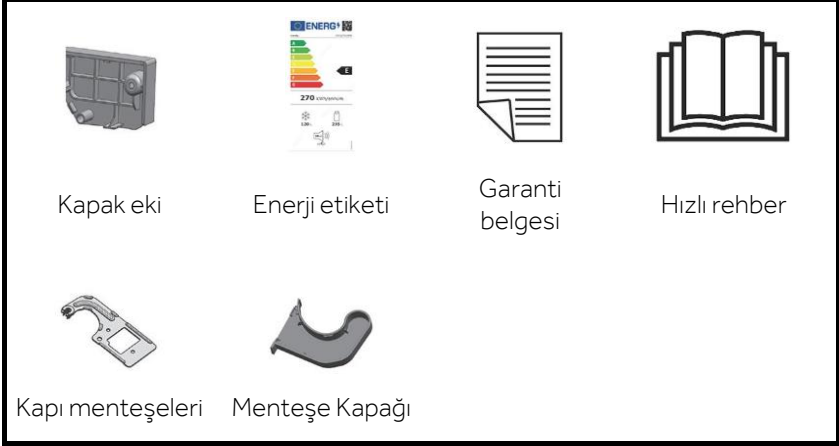 ENERG
E
270
Kapak eki
Enerji etiketi
Garanti
belgesi
Hızlı rehber
Kapı menteşeleri
Menteşe Kapağı